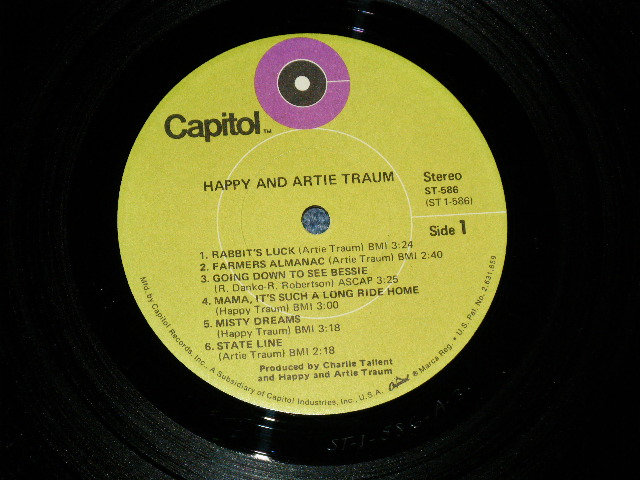 Capitol TM
HAPPY AND ARTIE TRAUM
Stereo
ST-586
(ST 1-586)
Side 1
1. RABBIT'S LUCK (Artie Traum) BMI 3:24
2. FARMERS ALMANAC (Artie Traum) BMI 2:40
3. GOING DOWN TO SEE BESSIE
(R. Danko-R. Robertson) ASCAP 3:25
4. MAMA, IT'S SUCH A LONG RIDE HOME
(Happy Traum) BMI 3:00
5. MISTY DREAMS
(Happy Traum) BMI 3:18
6. STATE LINE
(Artie Traum) BMI 2:18
Produced by Charlie Tallent
and Happy and Artie Traum
Mfd. by Capitol Records, Inc., A Subsidiary of Capitol Industries, Inc., U.S.A. Capitol ® Marca Reg. • U.S. Pat. No. 2,631,859